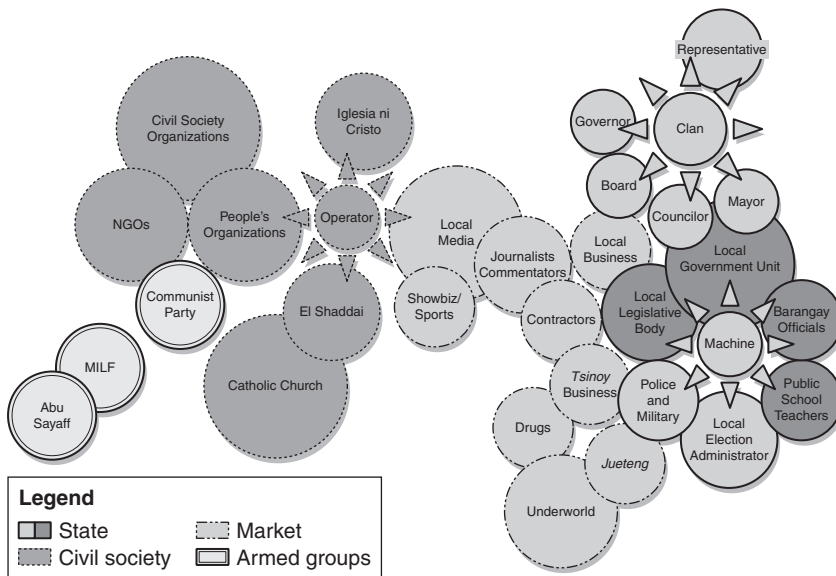 Representative
Civil Society
Organizations
Iglesia ni
Cristo
Governor
Clan
NGOs
People's
Organizations
Operator
Local
Media
Board
Councilor
Mayor
Journalists
Commentators
Local
Business
Local
Government Unit
Communist
Party
El Shaddai
Showbiz/
Sports
Contractors
Local
Legislative
Body
Machine
Barangay
Officials
MILF
Abu
Sayaff
Catholic Church
Tsinoy
Business
Police
and
Military
Public
School
Teachers
Drugs
Local
Election
Administrator
Jueteng
Underworld
Legend
State
Market
Civil society
Armed groups